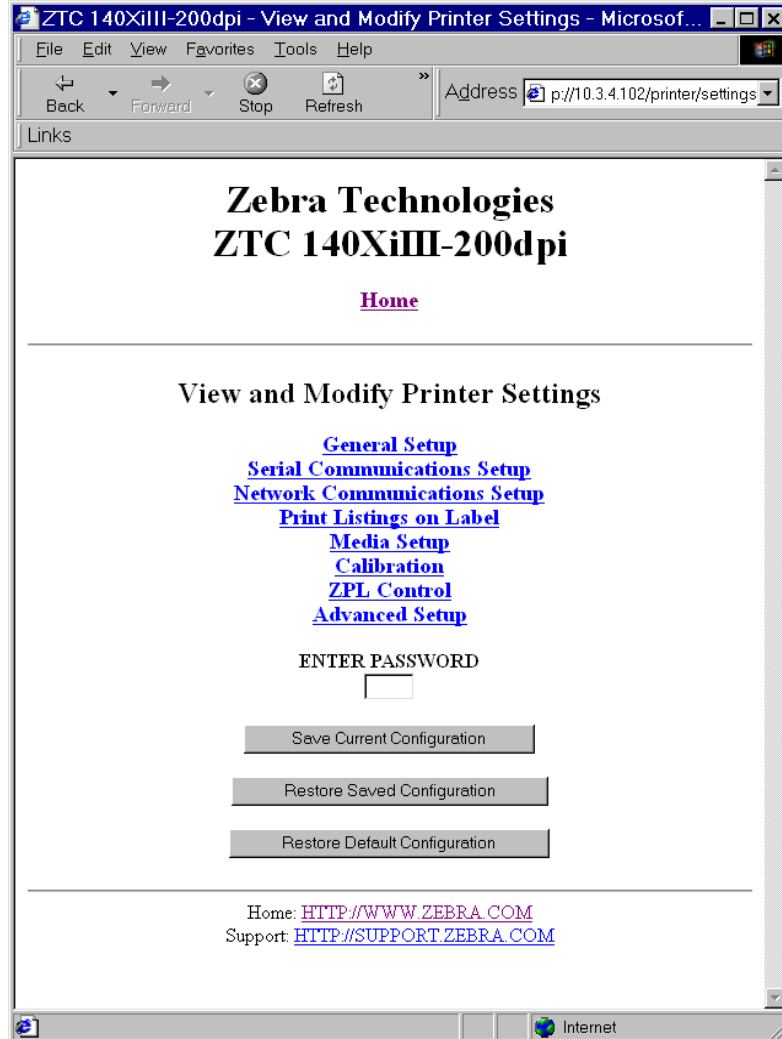 ZTC 140XiIII-200dpi - View and Modify Printer Settings - Microsof...
File Edit View Favorites Tools Help
Back Forward Stop Refresh » Address p://10.3.4.102/printer/settings
Links
Zebra Technologies
ZTC 140XiIII-200dpi
Home
View and Modify Printer Settings
General Setup
Serial Communications Setup
Network Communications Setup
Print Listings on Label
Media Setup
Calibration
ZPL Control
Advanced Setup
ENTER PASSWORD
Save Current Configuration
Restore Saved Configuration
Restore Default Configuration
Home: HTTP://WWW.ZEBRA.COM
Support: HTTP://SUPPORT.ZEBRA.COM
Internet